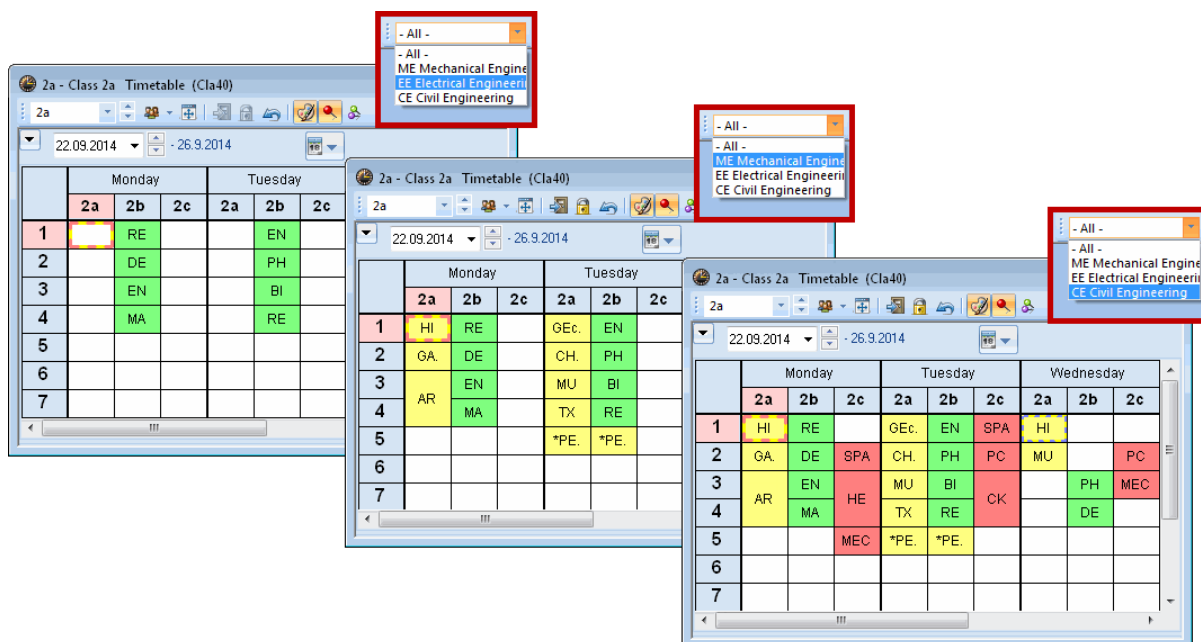 - All -
- All -
ME Mechanical Engine
EE Electrical Engineeri
CE Civil Engineering
2a - Class 2a Timetable (Cla40)
2a
22.09.2014 - 26.9.2014
Monday Tuesday
2a 2b 2c 2a 2b 2c
1 RE EN
2 DE PH
3 EN BI
4 MA RE
5
6
7
- All -
- All -
ME Mechanical Engine
EE Electrical Engineeri
CE Civil Engineering
2a - Class 2a Timetable (Cla40)
2a
22.09.2014 - 26.9.2014
Monday Tuesday
2a 2b 2c 2a 2b 2c
1 HI RE GEc. EN
2 GA. DE CH. PH
3 AR EN MU BI
4 MA TX RE
5 *PE. *PE.
6
7
- All -
- All -
ME Mechanical Engine
EE Electrical Engineeri
CE Civil Engineering
2a - Class 2a Timetable (Cla40)
2a
22.09.2014 - 26.9.2014
Monday Tuesday Wednesday
2a 2b 2c 2a 2b 2c 2a 2b 2c
1 HI RE GEc. EN SPA HI
2 GA. DE SPA CH. PH PC MU PC
3 AR EN HE MU BI CK PH MEC
4 MA TX RE DE
5 MEC *PE. *PE.
6
7